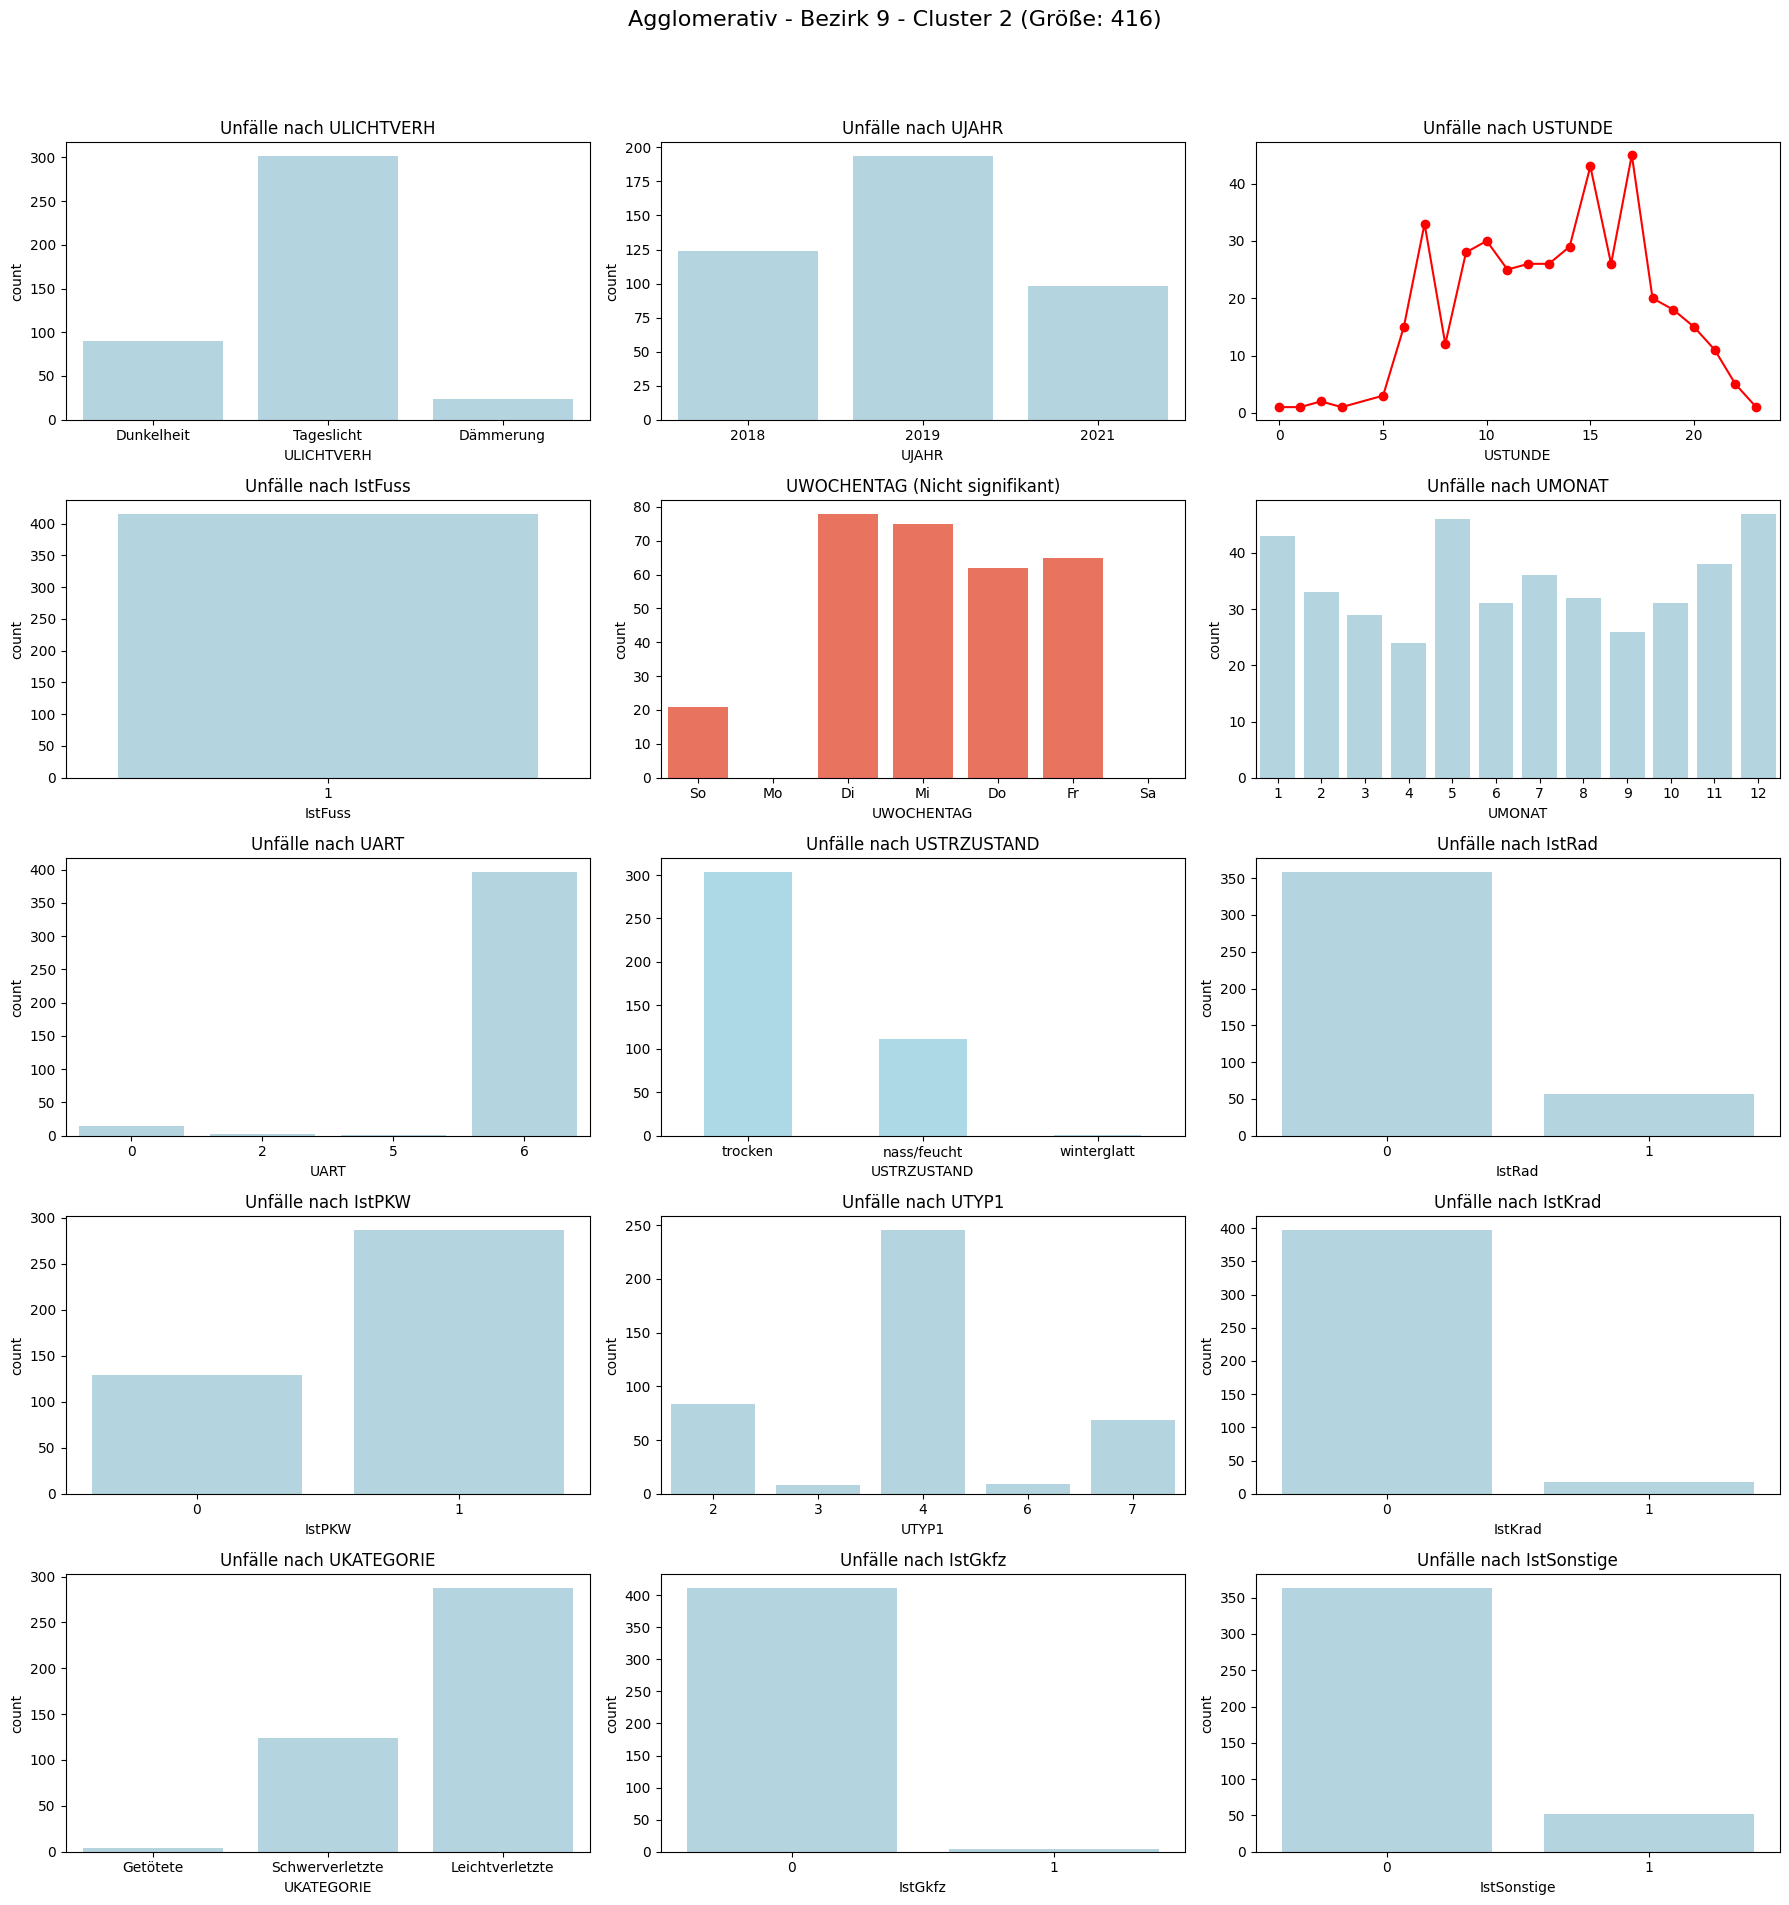 Agglomerativ - Bezirk 9 - Cluster 2 (Größe: 416)
Unfälle nach ULICHTVERH
300
250
200
150
100
50
0
count
Dunkelheit Tageslicht Dämmerung
ULICHTVERH
Unfälle nach UJAHR
200
175
150
125
100
75
50
25
0
count
2018 2019 2021
UJAHR
Unfälle nach USTUNDE
40
30
20
10
0
0 5 10 15 20
USTUNDE
Unfälle nach IstFuss
400
350
300
250
200
150
100
50
0
count
1
IstFuss
UWOCHENTAG (Nicht signifikant)
80
70
60
50
40
30
20
10
0
count
So Mo Di Mi Do Fr Sa
UWOCHENTAG
Unfälle nach UMONAT
40
30
20
10
0
count
1 2 3 4 5 6 7 8 9 10 11 12
UMONAT
Unfälle nach UART
400
350
300
250
200
150
100
50
0
count
0 2 5 6
UART
Unfälle nach USTRZUSTAND
300
250
200
150
100
50
0
trocken nass/feucht winterglatt
USTRZUSTAND
Unfälle nach IstRad
350
300
250
200
150
100
50
0
count
0 1
IstRad
Unfälle nach IstPKW
300
250
200
150
100
50
0
count
0 1
IstPKW
Unfälle nach UTYP1
250
200
150
100
50
0
count
2 3 4 6 7
UTYP1
Unfälle nach IstKrad
400
350
300
250
200
150
100
50
0
count
0 1
IstKrad
Unfälle nach UKATEGORIE
300
250
200
150
100
50
0
count
Getötete Schwerverletzte Leichtverletzte
UKATEGORIE
Unfälle nach IstGkfz
400
350
300
250
200
150
100
50
0
count
0 1
IstGkfz
Unfälle nach IstSonstige
350
300
250
200
150
100
50
0
count
0 1
IstSonstige